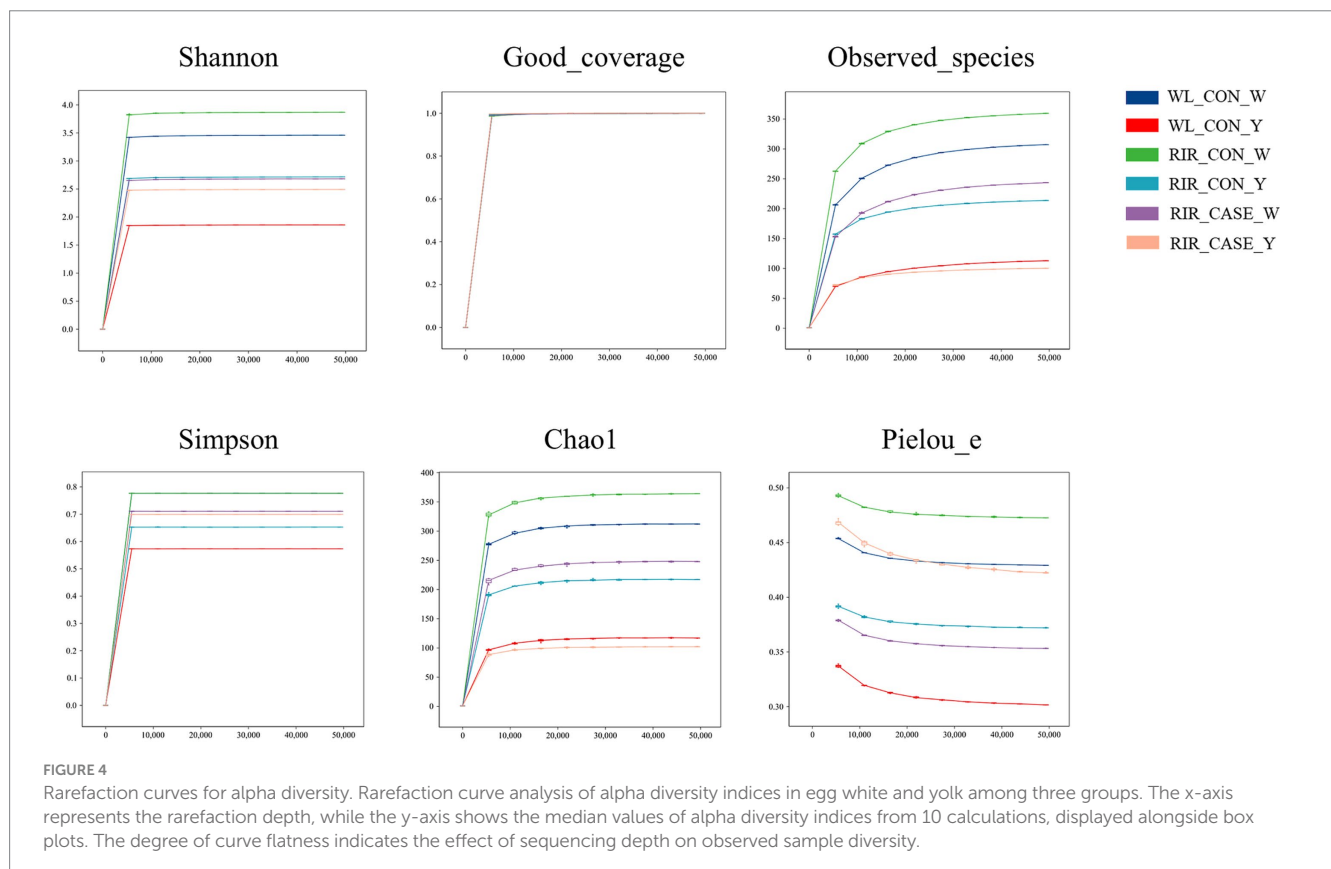 Shannon
Good_coverage
Observed_species
4.0
3.5
3.0
2.5
2.0
1.5
1.0
0.5
0.0
0 10,000 20,000 30,000 40,000 50,000
1.0
0.8
0.6
0.4
0.2
0.0
0 10,000 20,000 30,000 40,000 50,000
350
300
250
200
150
100
50
0
0 10,000 20,000 30,000 40,000 50,000
WL_CON_W
WL_CON_Y
RIR_CON_W
RIR_CON_Y
RIR_CASE_W
RIR_CASE_Y
Simpson
Chao1
Pielou_e
0.8
0.7
0.6
0.5
0.4
0.3
0.2
0.1
0.0
0 10,000 20,000 30,000 40,000 50,000
400
350
300
250
200
150
100
50
0
0 10,000 20,000 30,000 40,000 50,000
0.50
0.45
0.40
0.35
0.30
0 10,000 20,000 30,000 40,000 50,000
FIGURE 4
Rarefaction curves for alpha diversity. Rarefaction curve analysis of alpha diversity indices in egg white and yolk among three groups. The x-axis
represents the rarefaction depth, while the y-axis shows the median values of alpha diversity indices from 10 calculations, displayed alongside box
plots. The degree of curve flatness indicates the effect of sequencing depth on observed sample diversity.